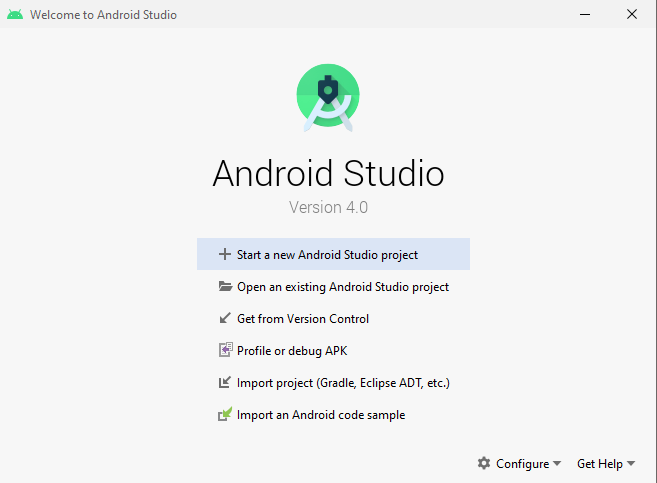 Welcome to Android Studio
Android Studio
Version 4.0
Start a new Android Studio project
Open an existing Android Studio project
Get from Version Control
Profile or debug APK
Import project (Gradle, Eclipse ADT, etc.)
Import an Android code sample
Configure Get Help